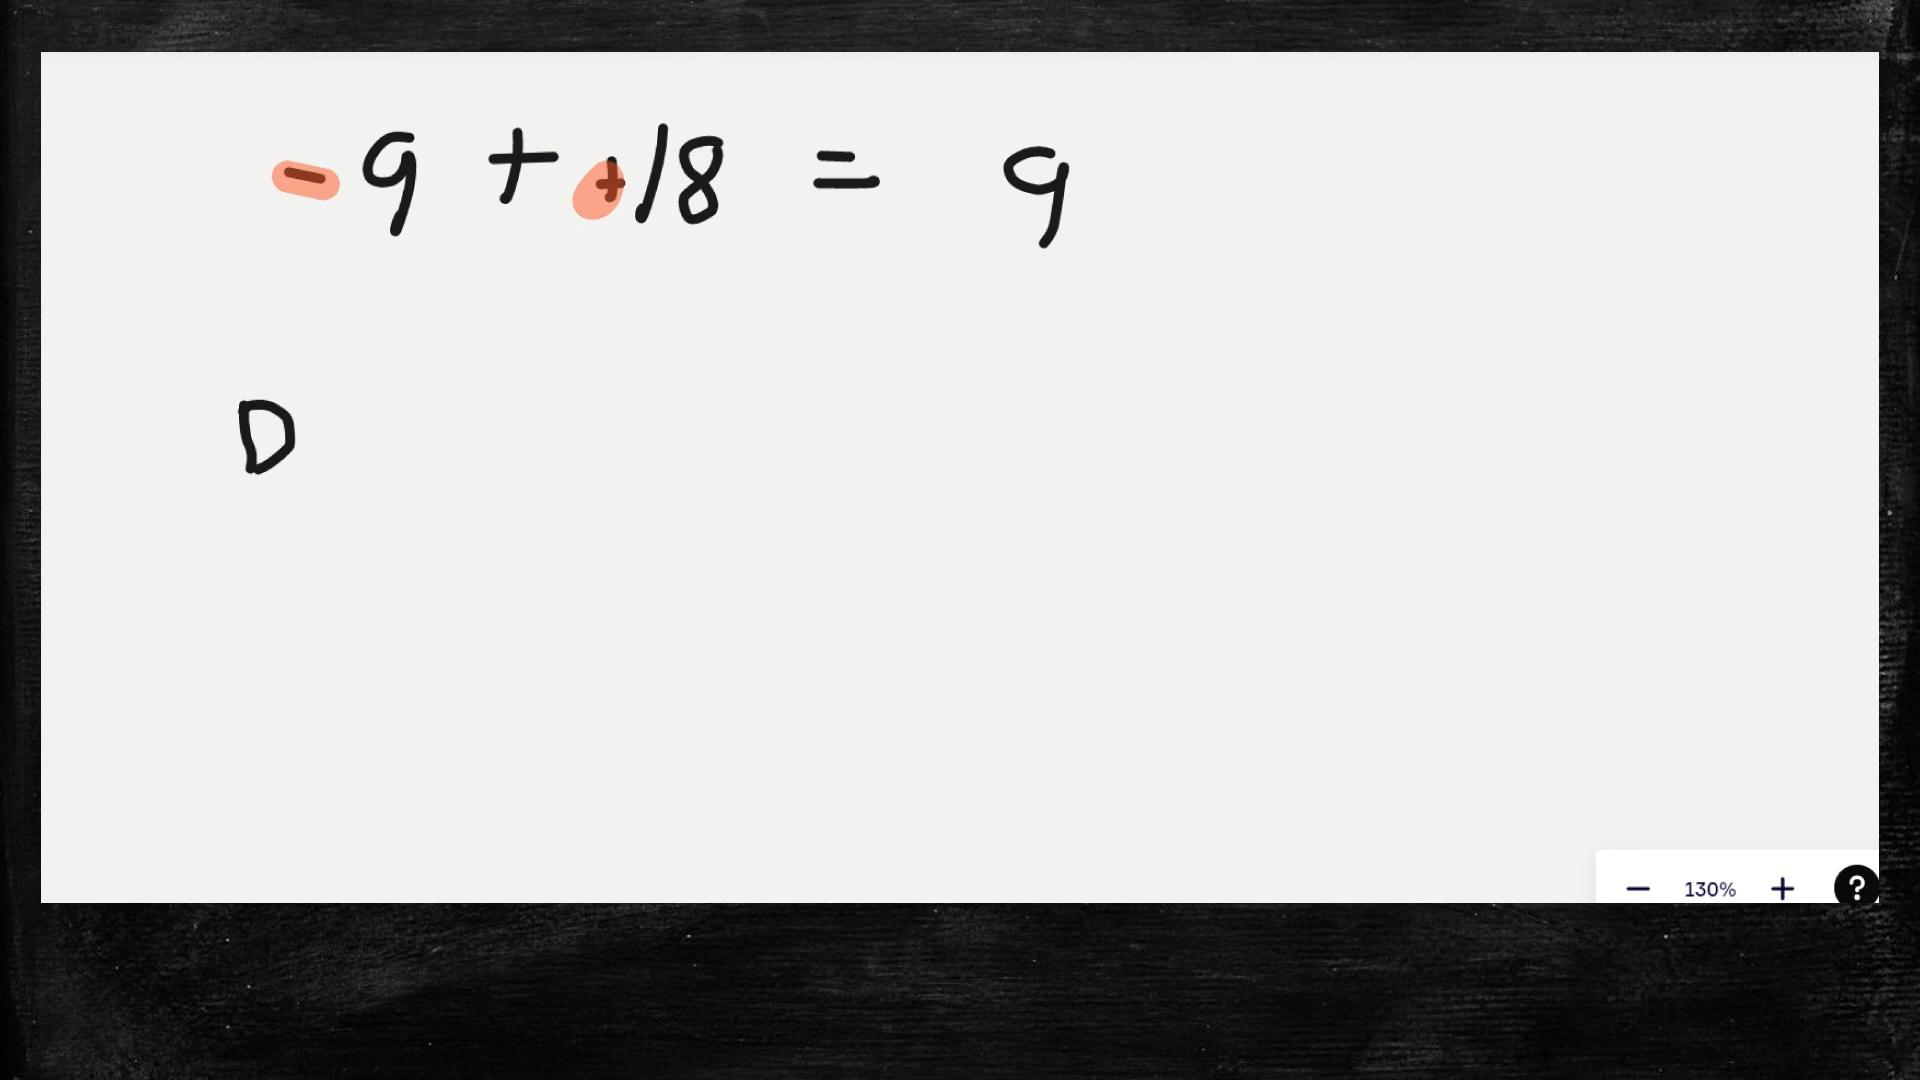 - 9 + +18 = 9
D
− 130% + ?